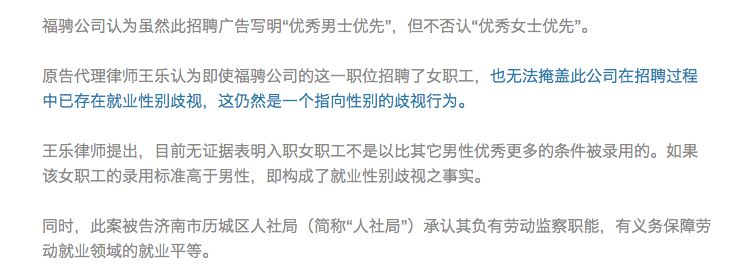 福骋公司认为虽然此招聘广告写明“优秀男士优先”，但不否认“优秀女士优先”。
原告代理律师王乐认为即使福骋公司的这一职位招聘了女职工，也无法掩盖此公司在招聘过程
中已存在就业性别歧视，这仍然是一个指向性别的歧视行为。
王乐律师提出，目前无证据表明入职女职工不是以比其它男性优秀更多的条件被录用的。如果
该女职工的录用标准高于男性，即构成了就业性别歧视之事实。
同时，此案被告济南市历城区人社局（简称“人社局”）承认其负有劳动监察职能，有义务保障劳
动就业领域的就业平等。